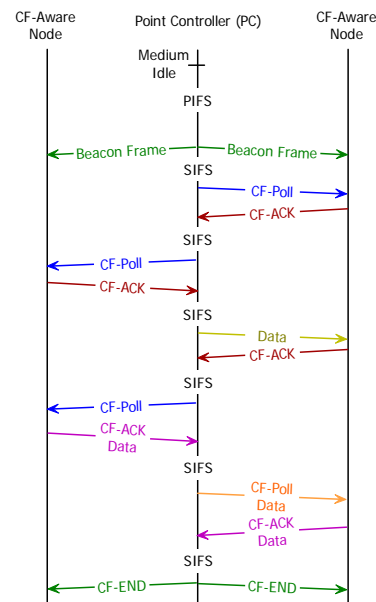 CF-Aware
Node
Point Controller (PC)
CF-Aware
Node
Medium
Idle
PIFS
Beacon Frame
Beacon Frame
SIFS
CF-Poll
CF-ACK
SIFS
CF-Poll
CF-ACK
SIFS
Data
CF-ACK
SIFS
CF-Poll
CF-ACK
Data
SIFS
CF-Poll
Data
CF-ACK
Data
SIFS
CF-END
CF-END